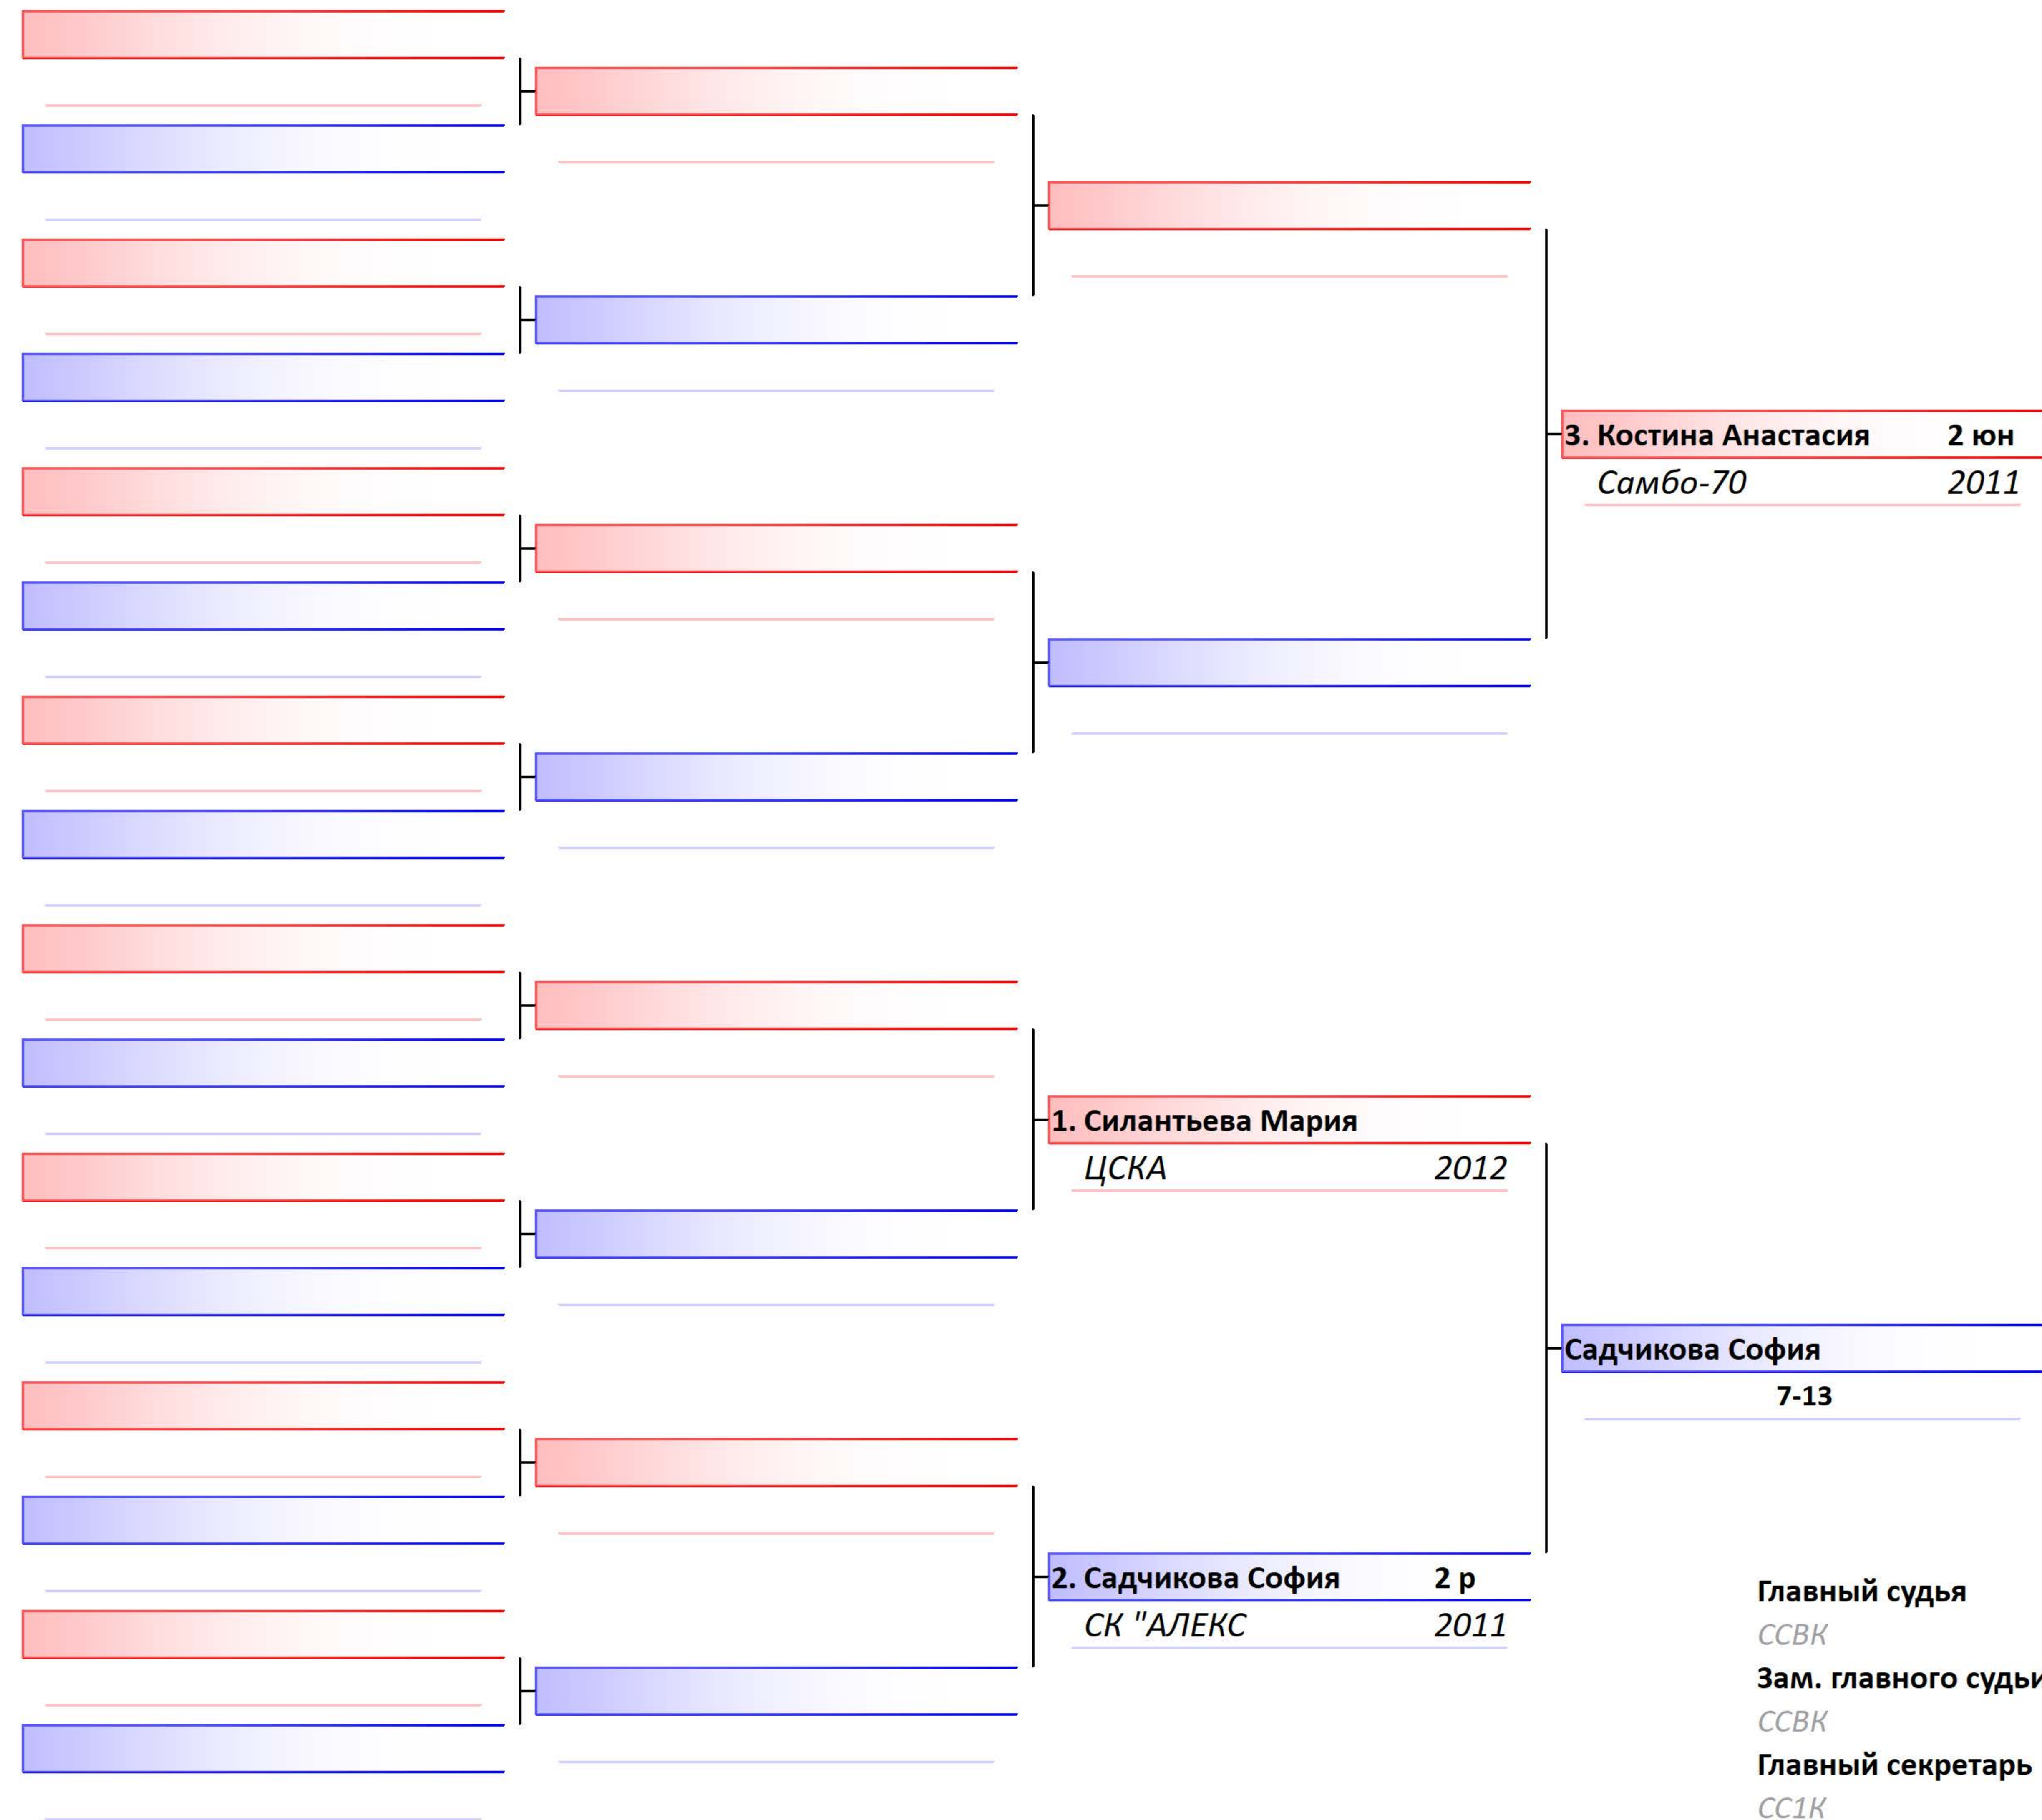 3. Костина Анастасия 2 юн
Самбо-70 2011
1. Силантьева Мария
ЦСКА 2012
Садчикова София
7-13
2. Садчикова София 2 р
СК "АЛЕКС 2011
Главный судья
ССВК
Зам. главного судьи
ССВК
Главный секретарь
СС1К